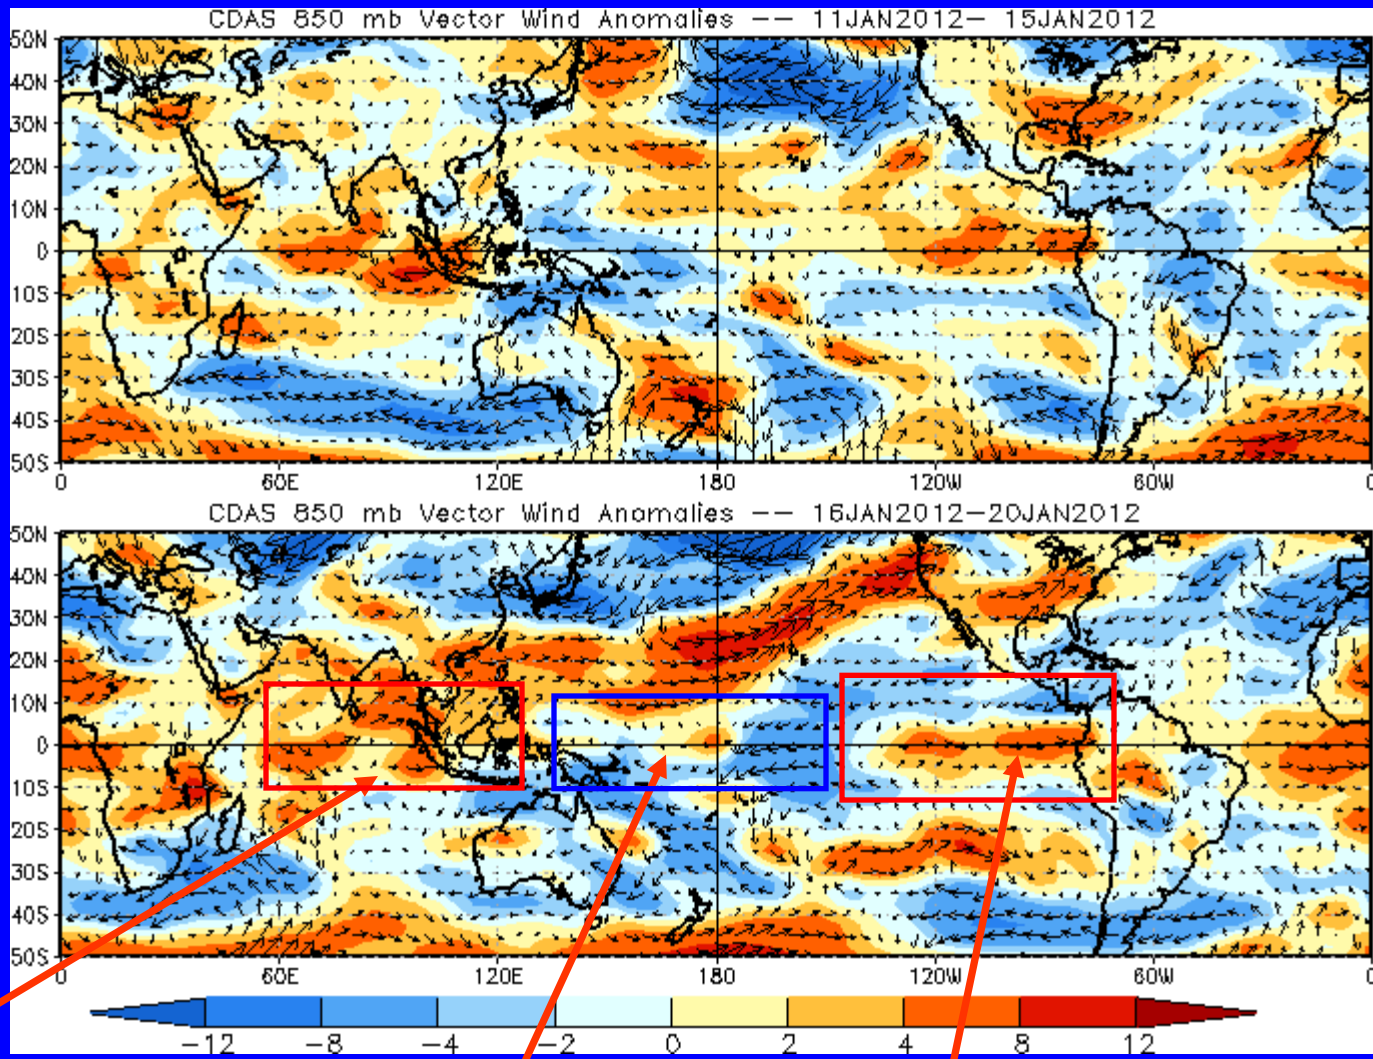 CDAS 850 mb Vector Wind Anomalies -- 11JAN2012- 15JAN2012
50N
40N
30N
20N
10N
0
10S
20S
30S
40S
50S
0 60E 120E 180 120W 60W 0
CDAS 850 mb Vector Wind Anomalies -- 16JAN2012-20JAN2012
50N
40N
30N
20N
10N
0
10S
20S
30S
40S
50S
0 60E 120E 180 120W 60W 0
-12 -8 -4 -2 0 2 4 8 12